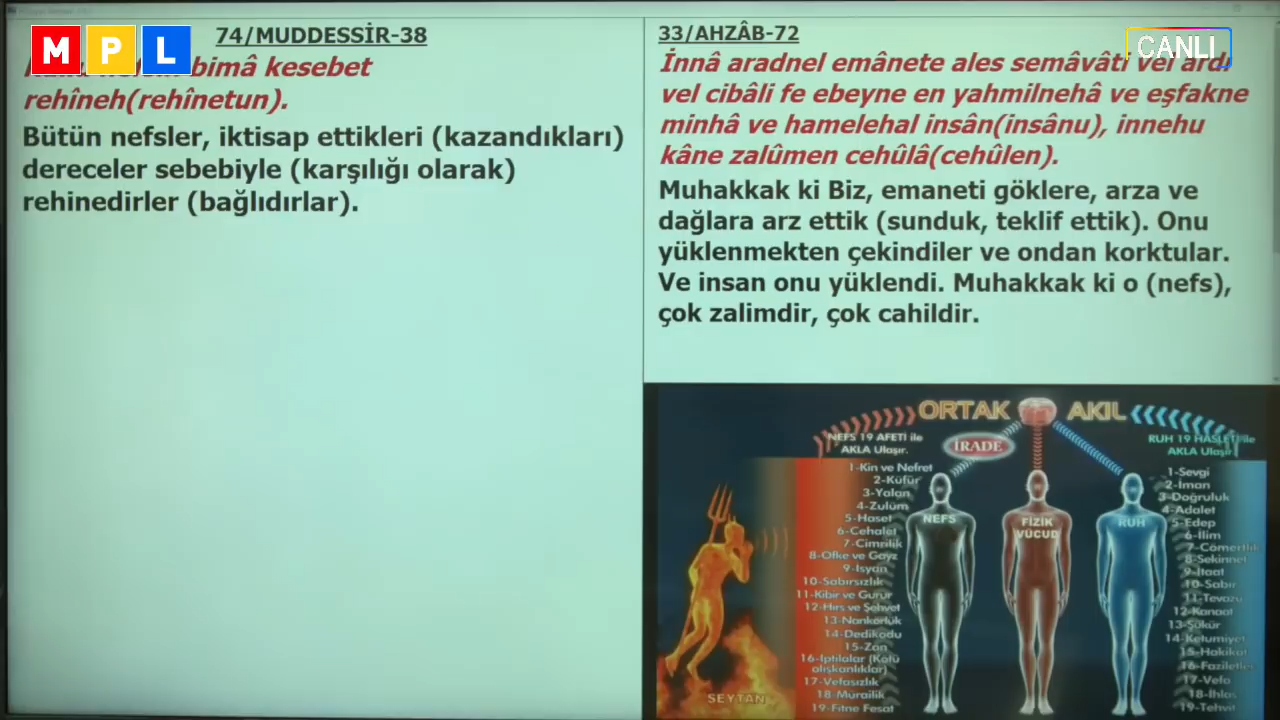 MPL
74/MUDDESSİR-38
bimâ kesebet
rehîneh(rehînetun).
Bütün nefsler, iktisap ettikleri (kazandıkları)
dereceler sebebiyle (karşılığı olarak)
rehinedirler (bağlıdırlar).
33/AHZÂB-72
CANLI
İnnâ aradnel emânete ales semâvâti vel ardı
vel cibâli fe ebeyne en yahmilnehâ ve eşfakne
minhâ ve hamelehal insân(insânu), innehu
kâne zalûmen cehûlâ(cehûlen).
Muhakkak ki Biz, emaneti göklere, arza ve
dağlara arz ettik (sunduk, teklif ettik). Onu
yüklenmekten çekindiler ve ondan korktular.
Ve insan onu yüklendi. Muhakkak ki o (nefs),
çok zalimdir, çok cahildir.
ORTAK AKIL
NEFS 19 AFETİ ile
AKLA Ulaşır.
İRADE
RUH 19 HASLETİ ile
AKLA Ulaşır
1-Kin ve Nefret
2-Küfür
3-Yalan
4-Zulüm
5-Haset
6-Cehalet
7-Cimrilik
8-Öfke ve Gayz
9-İsyan
10-Sabırsızlık
11-Kibir ve Gurur
12-Hırs ve Şehvet
13-Nankörlük
14-Dedikodu
15-Zan
16-İptilalar (Kötü
alışkanlıklar)
17-Vefasızlık
18-Mürailik
19-Fitne Fesat
ŞEYTAN
NEFS
FİZİK
VÜCUD
RUH
1-Sevgi
2-İman
3-Doğruluk
4-Adalet
5-Edep
6-İlim
7-Cömertlik
8-Sekinnet
9-İtaat
10-Sabır
11-Tevazu
12-Kanaat
13-Şükür
14-Ketumiyet
15-Hakikat
16-Faziletler
17-Vefa
18-İhlas
19-Tehvit